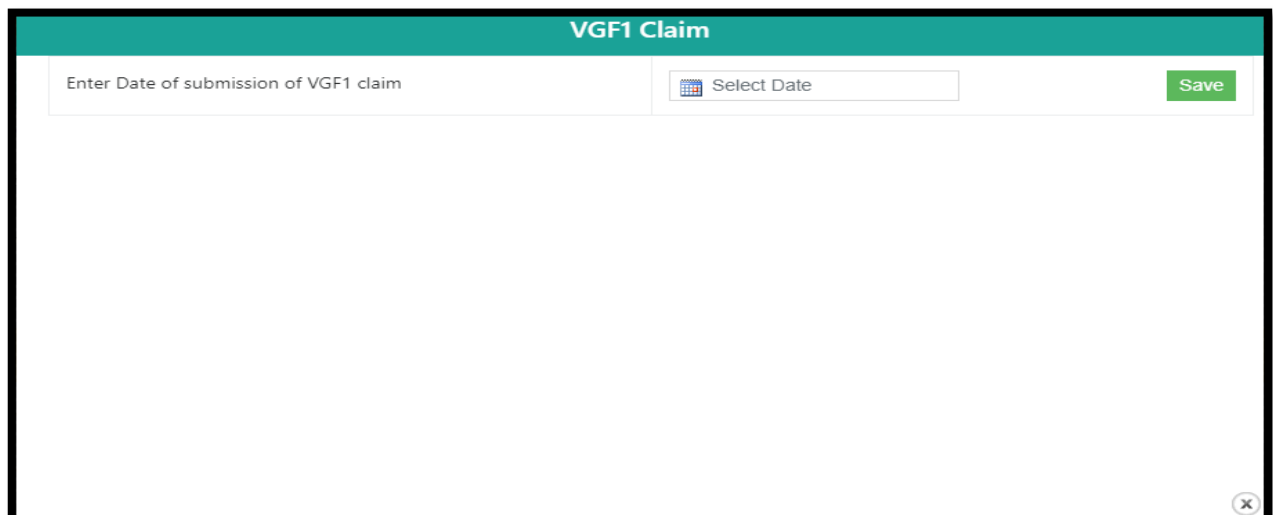 VGF1 Claim
Enter Date of submission of VGF1 claim
Select Date
Save